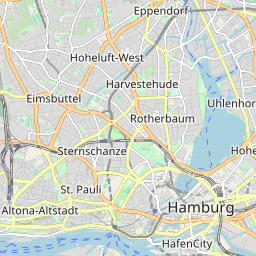 Eppendorf
Hoheluft-West
Harvestehude
Eimsbüttel
Uhlenhor
Rotherbaum
Sternschanze
Hohe
St. Pauli
Altona-Altstadt
Hamburg
HafenCity